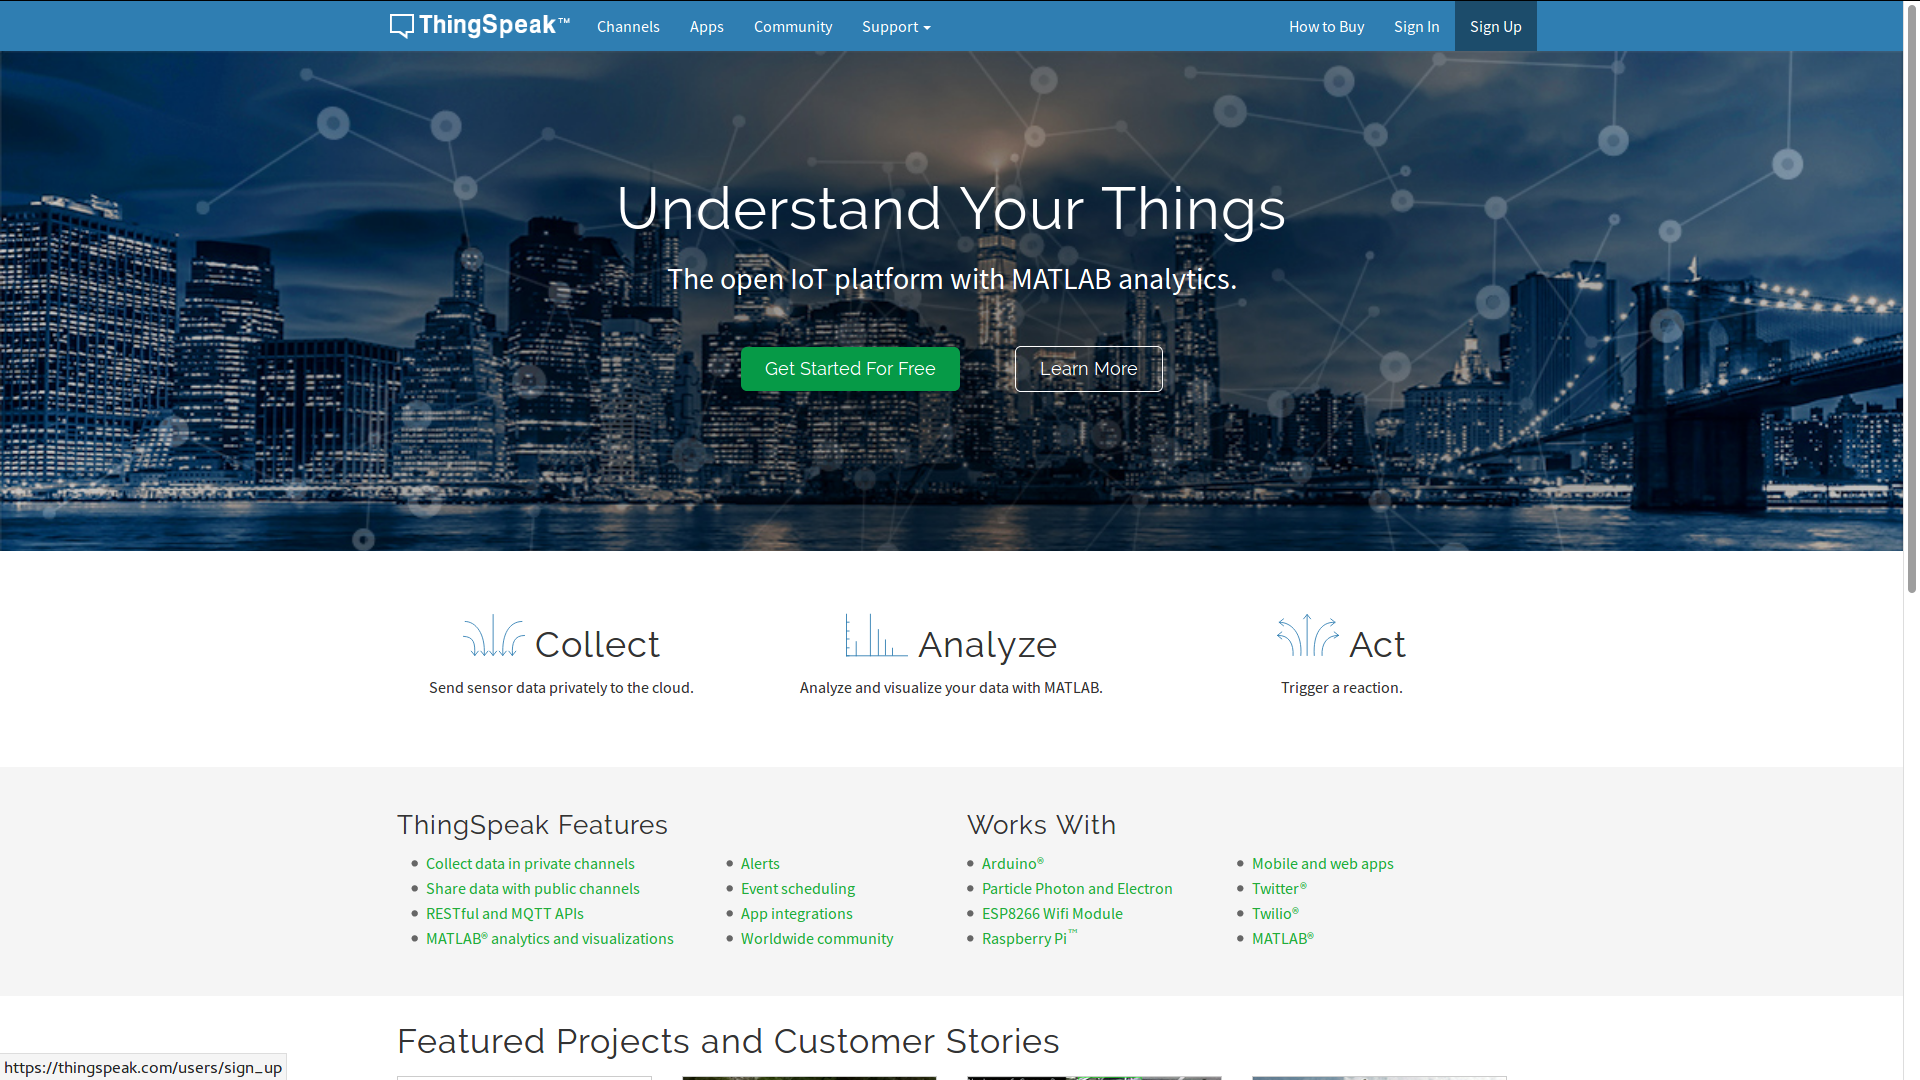 ThingSpeak™ Channels Apps Community Support How to Buy Sign In Sign Up
Understand Your Things
The open IoT platform with MATLAB analytics.
Get Started For Free Learn More
Collect Analyze Act
Send sensor data privately to the cloud. Analyze and visualize your data with MATLAB. Trigger a reaction.
ThingSpeak Features
Collect data in private channels
Share data with public channels
RESTful and MQTT APIs
MATLAB® analytics and visualizations
Alerts
Event scheduling
App integrations
Worldwide community
Works With
Arduino®
Particle Photon and Electron
ESP8266 Wifi Module
Raspberry Pi™
Mobile and web apps
Twitter®
Twilio®
MATLAB®
Featured Projects and Customer Stories
https://thingspeak.com/users/sign_up